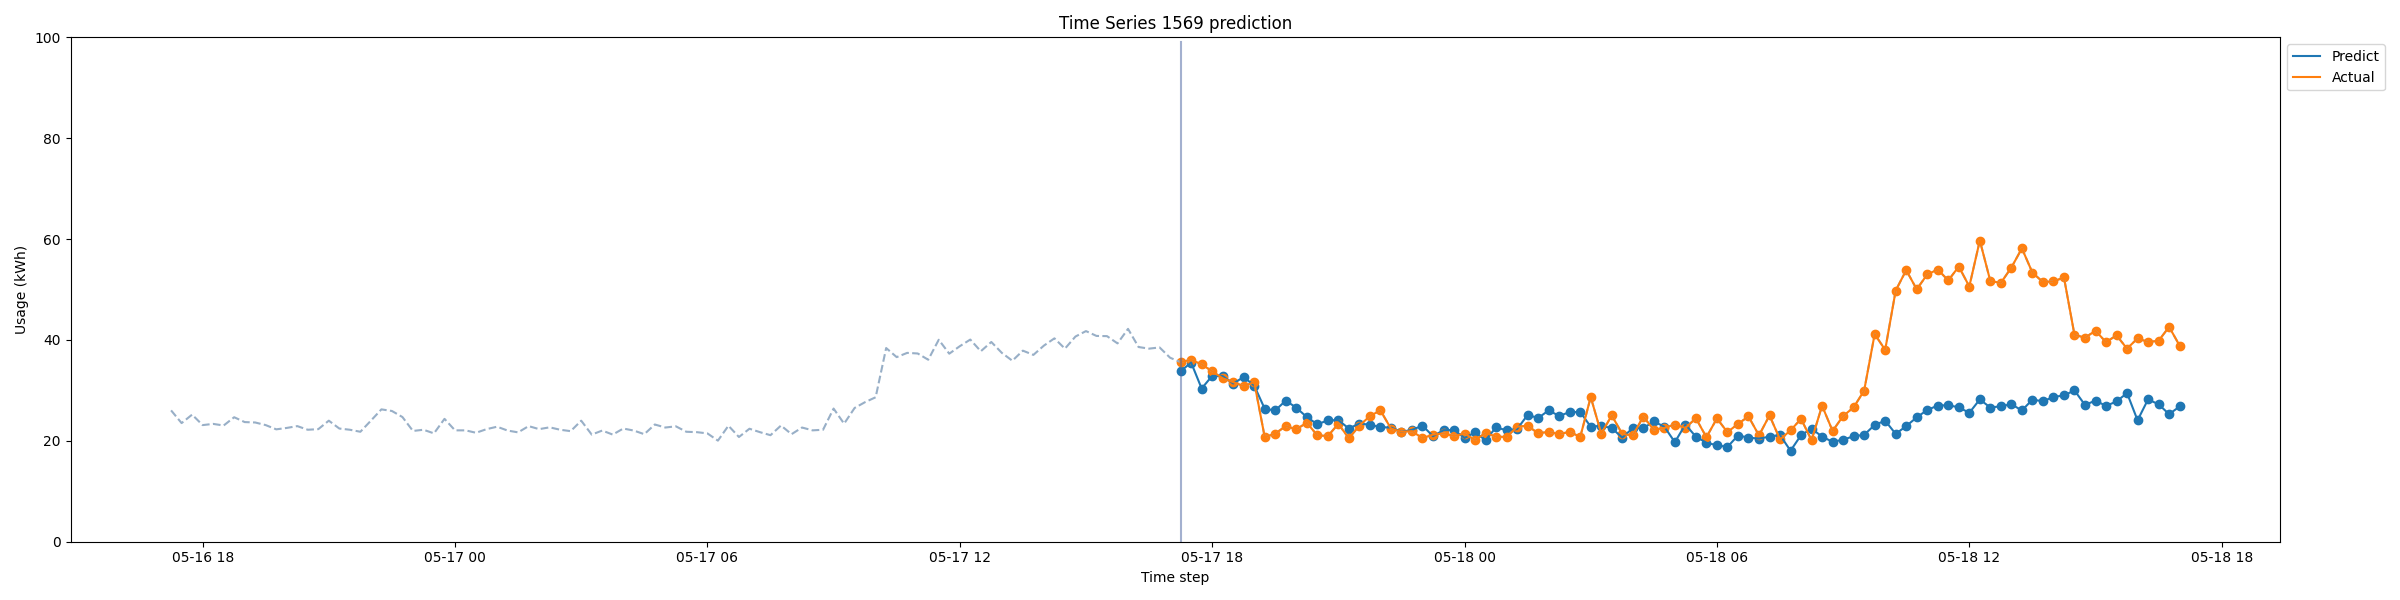 Time Series 1569 prediction
100
80
60
40
20
0
Usage (kWh)
Predict
Actual
05-16 18 05-17 00 05-17 06 05-17 12 05-17 18 05-18 00 05-18 06 05-18 12 05-18 18
Time step